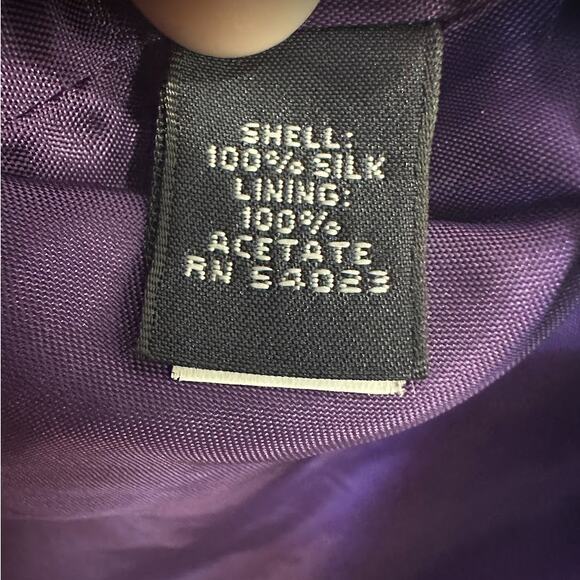 SHELL:
100% SILK
LINING:
100%
ACETATE
RN 54023